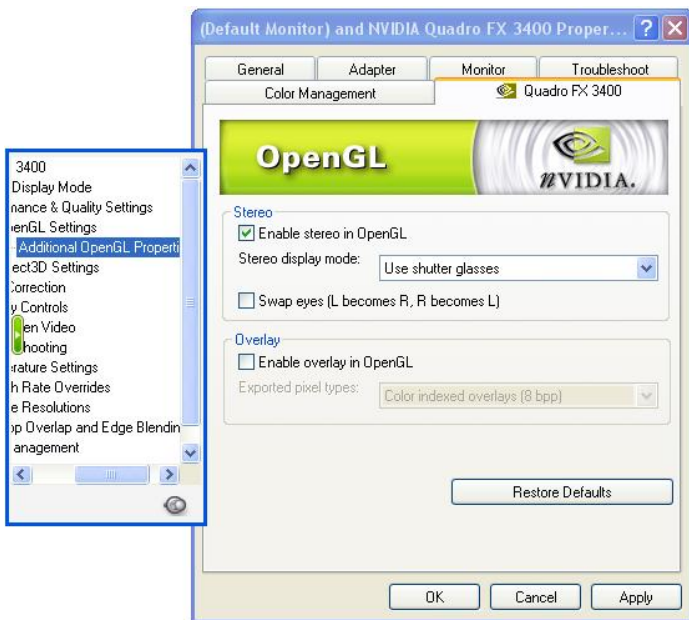 (Default Monitor) and NVIDIA Quadro FX 3400 Proper...
General Adapter Monitor Troubleshoot
Color Management Quadro FX 3400
OpenGL
nVIDIA.
3400
Display Mode
nance & Quality Settings
enGL Settings
Additional OpenGL Properti
ect3D Settings
Correction
y Controls
en Video
hooting
erature Settings
h Rate Overrides
e Resolutions
op Overlap and Edge Blendin
anagement
Stereo
Enable stereo in OpenGL
Stereo display mode: Use shutter glasses
Swap eyes (L becomes R, R becomes L)
Overlay
Enable overlay in OpenGL
Exported pixel types: Color indexed overlays (8 bpp)
Restore Defaults
OK Cancel Apply